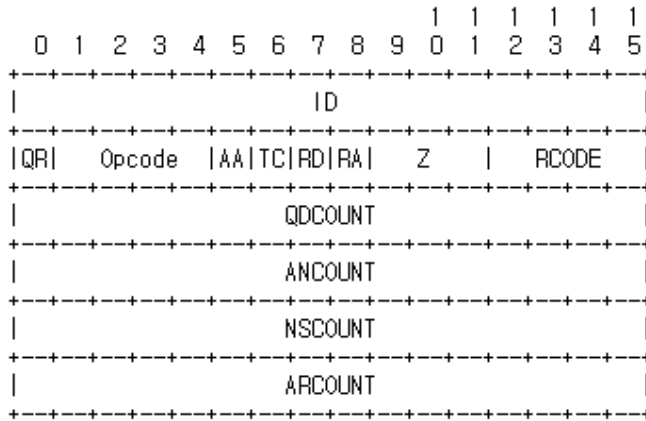 1 1 1 1 1 1
0 1 2 3 4 5 6 7 8 9 0 1 2 3 4 5
+--+--+--+--+--+--+--+--+--+--+--+--+--+--+--+--+
| ID |
+--+--+--+--+--+--+--+--+--+--+--+--+--+--+--+--+
|QR| Opcode |AA|TC|RD|RA| Z | RCODE |
+--+--+--+--+--+--+--+--+--+--+--+--+--+--+--+--+
| QDCOUNT |
+--+--+--+--+--+--+--+--+--+--+--+--+--+--+--+--+
| ANCOUNT |
+--+--+--+--+--+--+--+--+--+--+--+--+--+--+--+--+
| NSCOUNT |
+--+--+--+--+--+--+--+--+--+--+--+--+--+--+--+--+
| ARCOUNT |
+--+--+--+--+--+--+--+--+--+--+--+--+--+--+--+--+